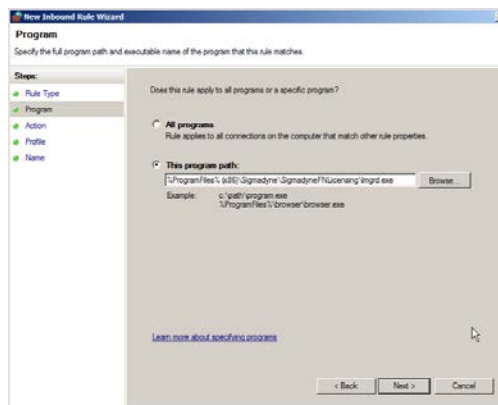 New Inbound Rule Wizard
Program
Specify the full program path and executable name of the program that this rule matches.
Steps:
Rule Type
Program
Action
Profile
Name
Does this rule apply to all programs or a specific program?
All programs
Rule applies to all connections on the computer that match other rule properties.
This program path:
%ProgramFiles% (x86)\Sigmadyne\SigmadyneFNLicensing\lmgrd.exe
Browse...
Example:
c:\path\program.exe
%ProgramFiles%\browser\browser.exe
Learn more about specifying programs
< Back
Next >
Cancel